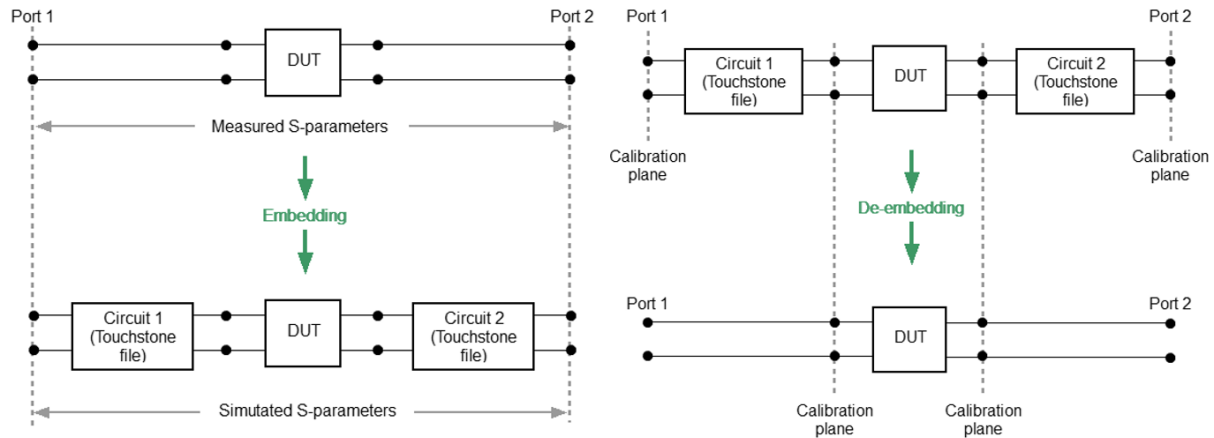 Port 1
Port 2
DUT
Measured S-parameters
Embedding
Circuit 1
(Touchstone
file)
DUT
Circuit 2
(Touchstone
file)
Simutated S-parameters
Port 1
Port 2
Circuit 1
(Touchstone
file)
DUT
Circuit 2
(Touchstone
file)
Calibration
plane
Calibration
plane
De-embedding
Port 1
Port 2
DUT
Calibration
plane
Calibration
plane